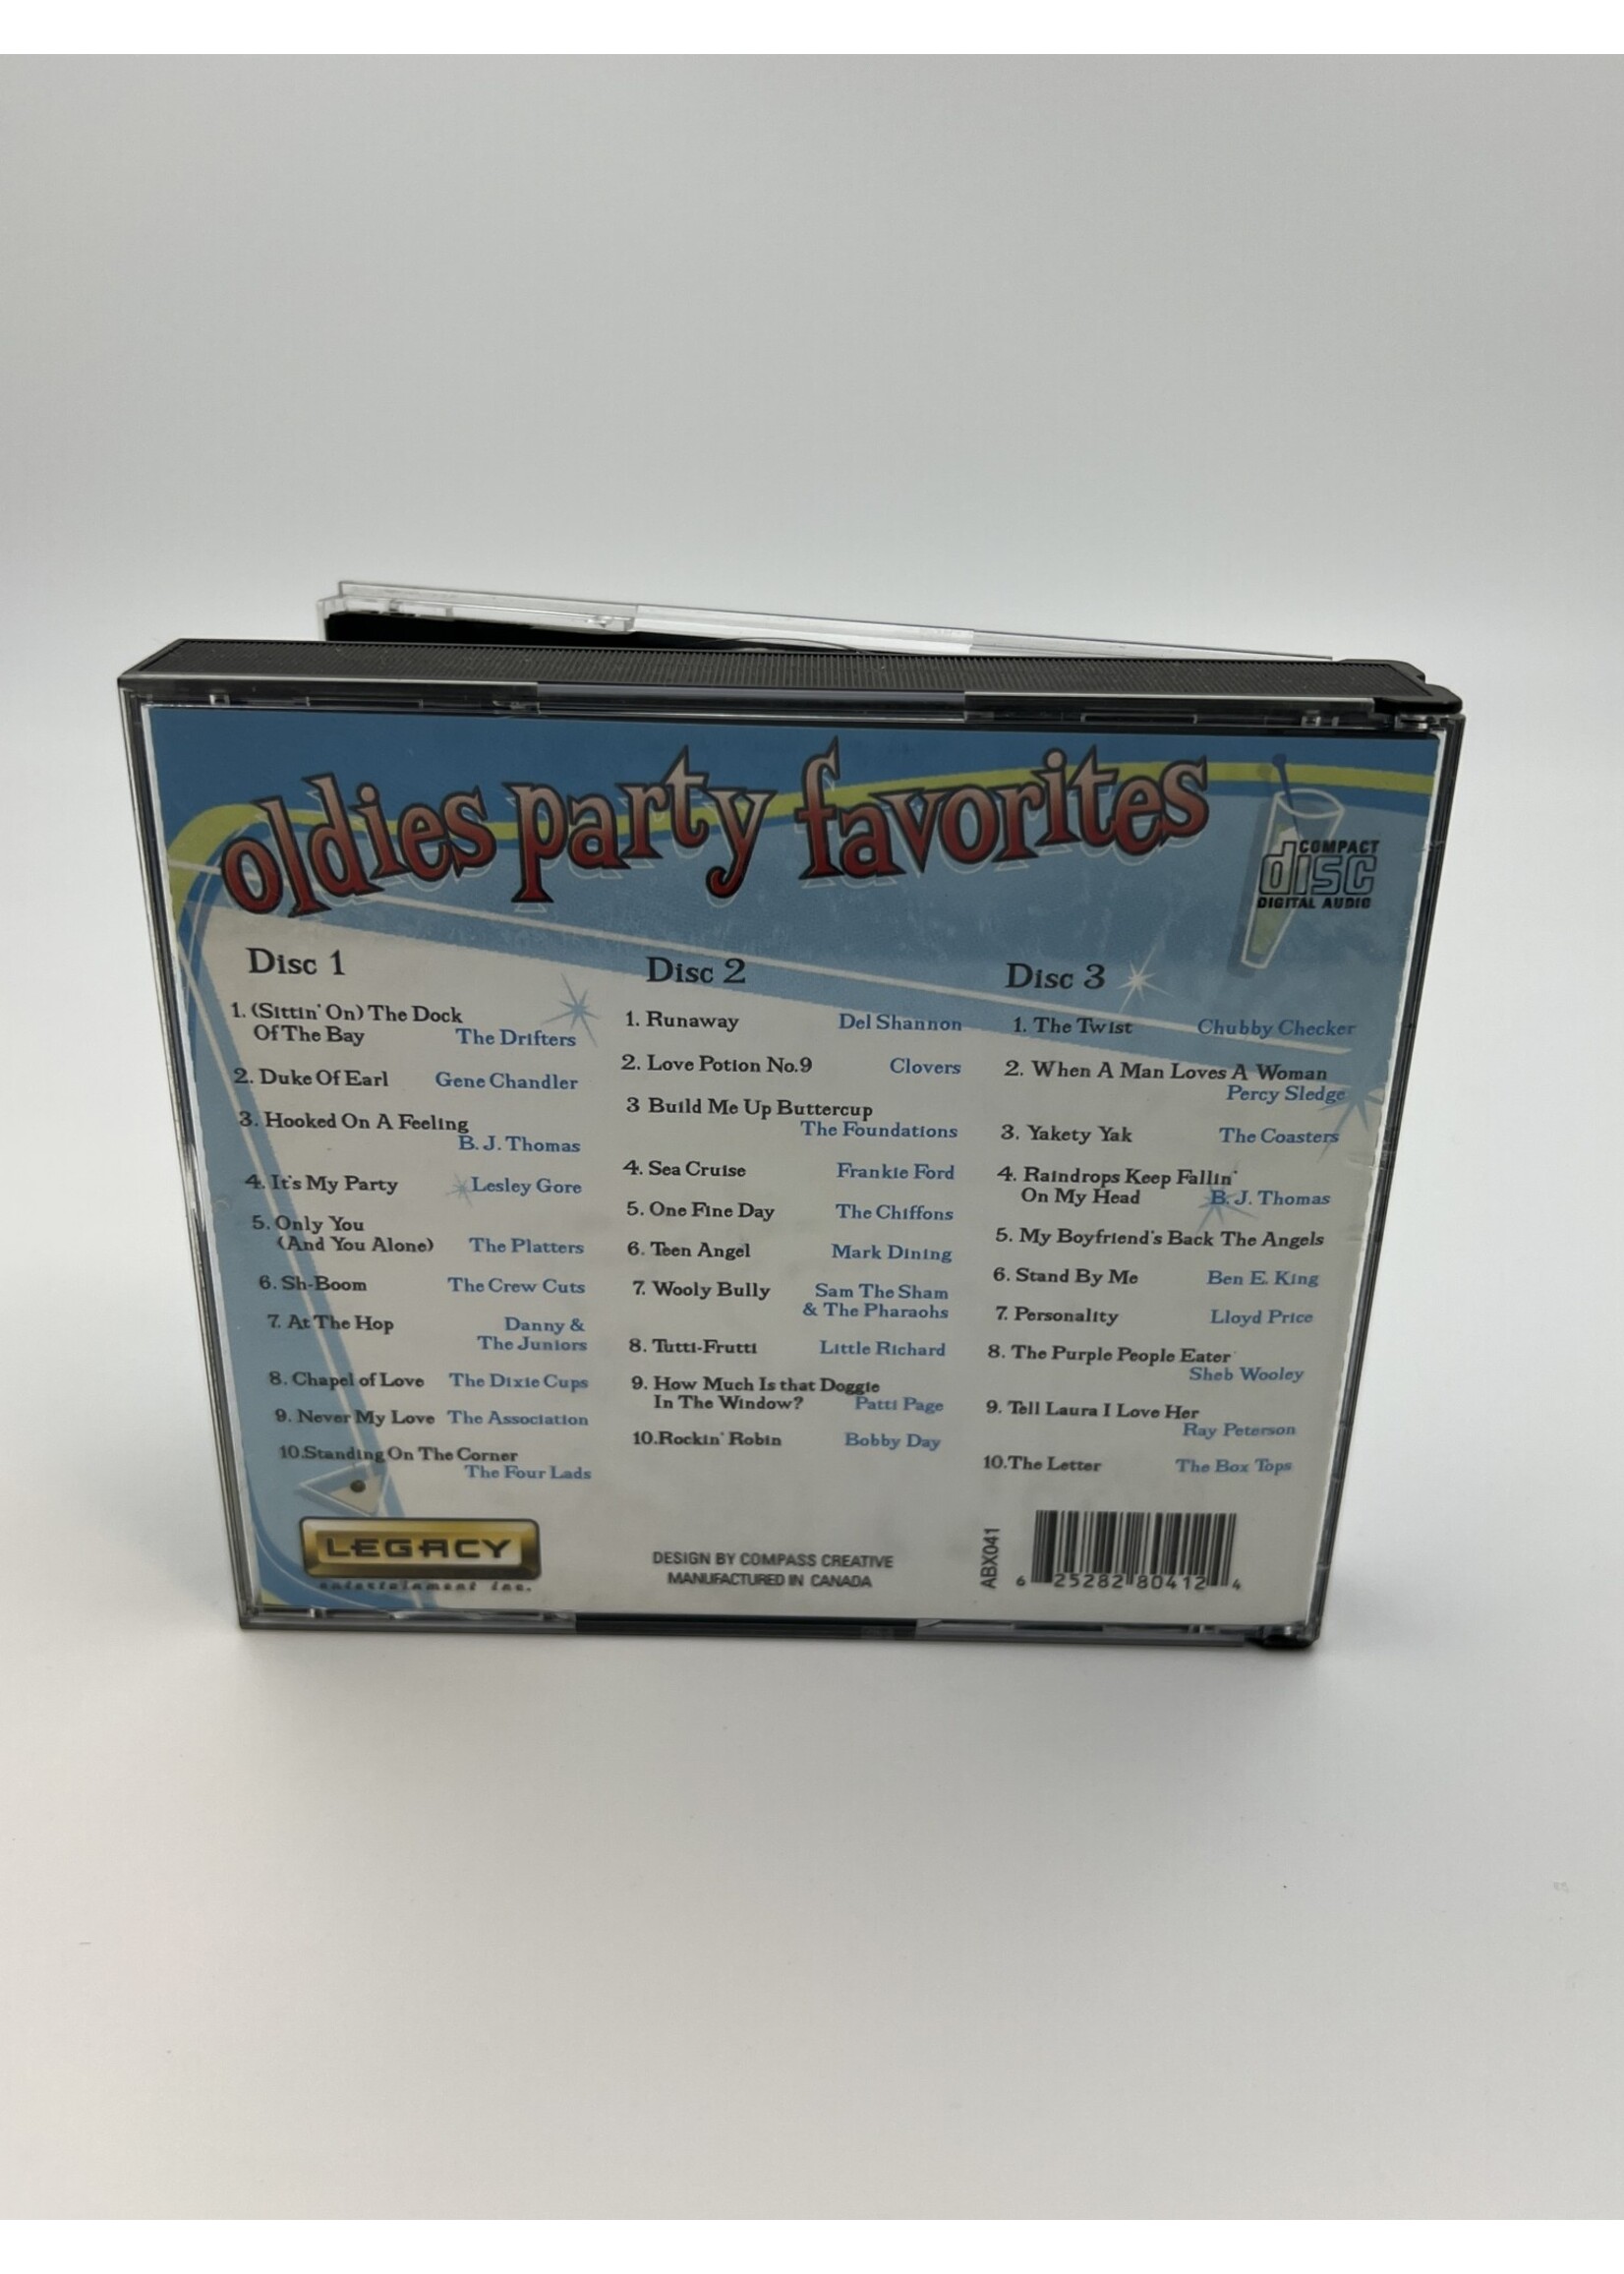 oldies party favorites
COMPACT
disc
DIGITAL AUDIO
Disc 1
1. (Sittin' On) The Dock
Of The Bay The Drifters
2. Duke Of Earl Gene Chandler
3. Hooked On A Feeling
B. J. Thomas
4. It's My Party Lesley Gore
5. Only You
(And You Alone) The Platters
6. Sh-Boom The Crew Cuts
7. At The Hop Danny &
The Juniors
8. Chapel of Love The Dixie Cups
9. Never My Love The Association
10. Standing On The Corner
The Four Lads
Disc 2
1. Runaway Del Shannon
2. Love Potion No.9 Clovers
3 Build Me Up Buttercup
The Foundations
4. Sea Cruise Frankie Ford
5. One Fine Day The Chiffons
6. Teen Angel Mark Dining
7. Wooly Bully Sam The Sham
& The Pharaohs
8. Tutti-Frutti Little Richard
9. How Much Is that Doggie
In The Window? Patti Page
10. Rockin' Robin Bobby Day
Disc 3
1. The Twist Chubby Checker
2. When A Man Loves A Woman
Percy Sledge
3. Yakety Yak The Coasters
4. Raindrops Keep Fallin'
On My Head B. J. Thomas
5. My Boyfriend's Back The Angels
6. Stand By Me Ben E. King
7. Personality Lloyd Price
8. The Purple People Eater
Sheb Wooley
9. Tell Laura I Love Her
Ray Peterson
10. The Letter The Box Tops
LEGACY
entertainment inc.
DESIGN BY COMPASS CREATIVE
MANUFACTURED IN CANADA
ABX041
6 25282 80412 4